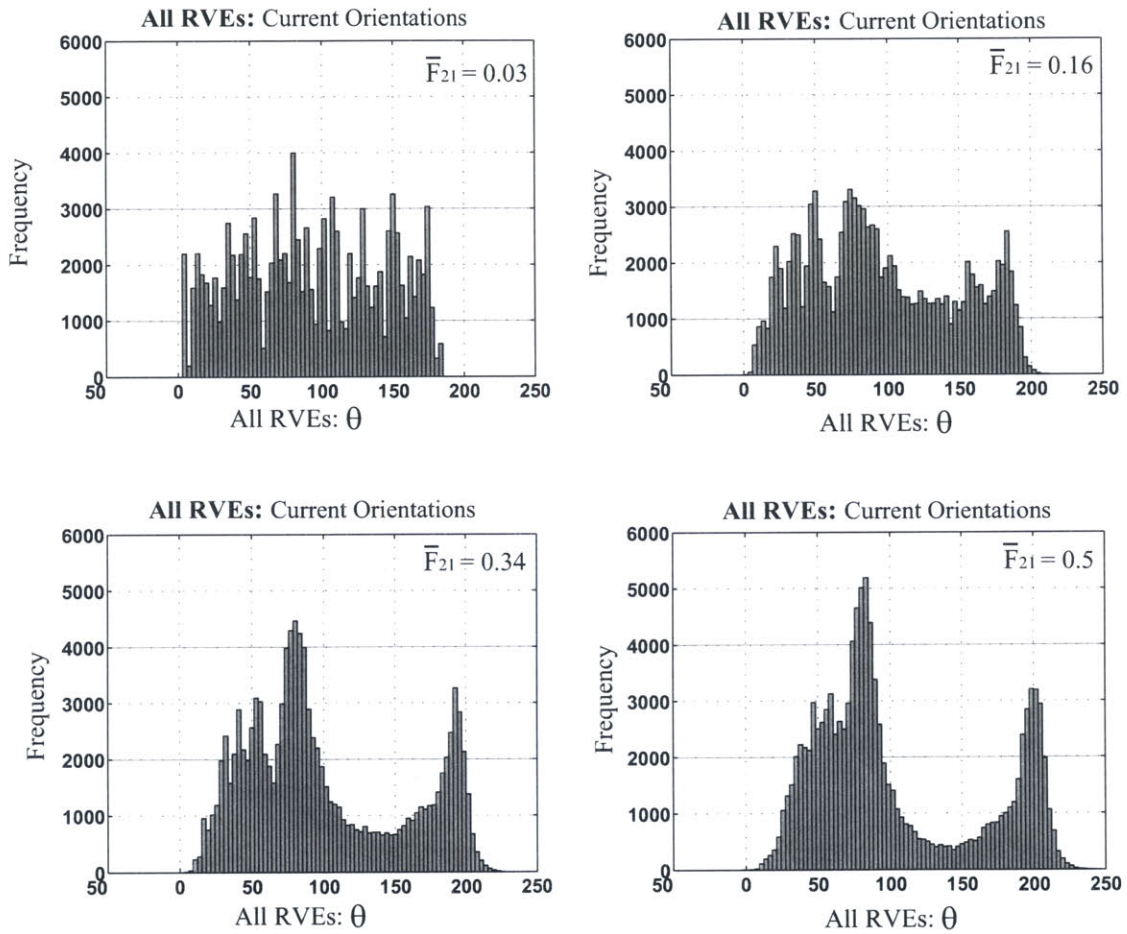 All RVEs: Current Orientations
F̅21 = 0.03
6000
5000
4000
3000
2000
1000
0
Frequency
50 0 50 100 150 200 250
All RVEs: θ
All RVEs: Current Orientations
F̅21 = 0.16
6000
5000
4000
3000
2000
1000
0
Frequency
50 0 50 100 150 200 250
All RVEs: θ
All RVEs: Current Orientations
F̅21 = 0.34
6000
5000
4000
3000
2000
1000
0
Frequency
50 0 50 100 150 200 250
All RVEs: θ
All RVEs: Current Orientations
F̅21 = 0.5
6000
5000
4000
3000
2000
1000
0
Frequency
50 0 50 100 150 200 250
All RVEs: θ